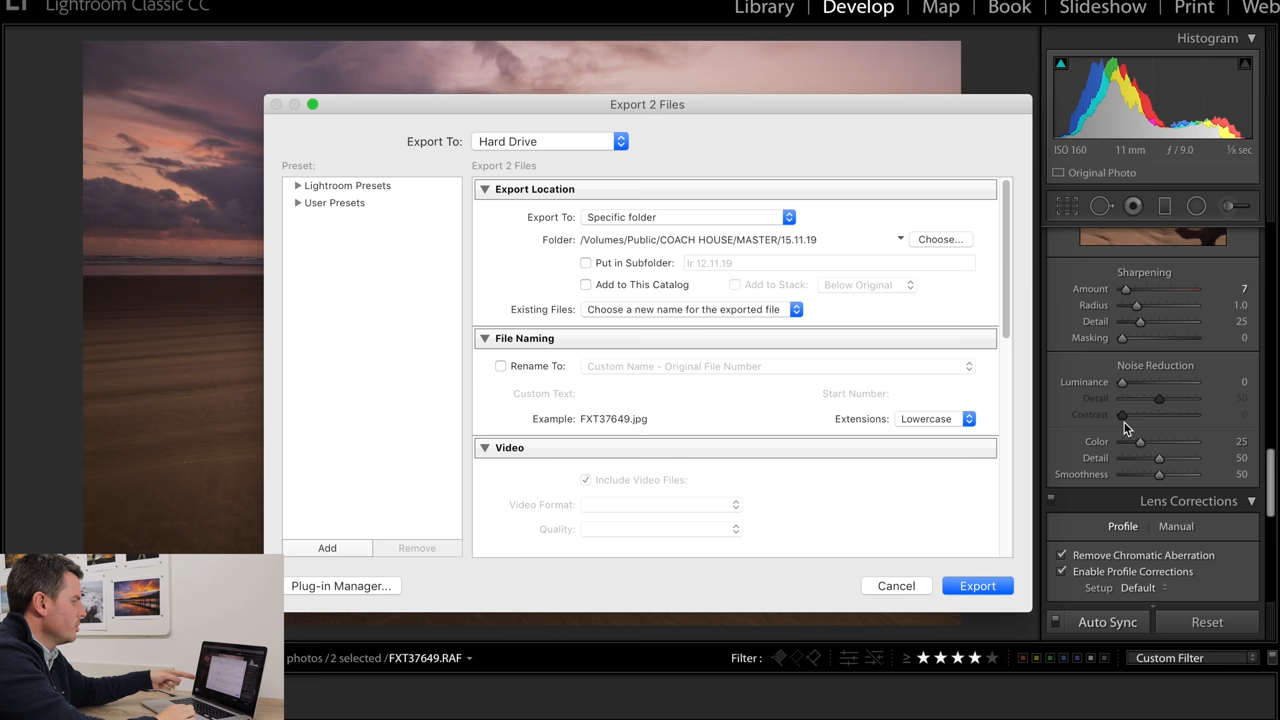 Lightroom Classic CC
Library | Develop | Map | Book | Slideshow | Print | Web
Histogram
ISO 160 11 mm ƒ / 9.0 ⅛ sec
Original Photo
Export 2 Files
Export To: Hard Drive
Preset:
Lightroom Presets
User Presets
Export 2 Files
Export Location
Export To: Specific folder
Folder: /Volumes/Public/COACH HOUSE/MASTER/15.11.19 Choose...
Put in Subfolder: lr 12.11.19
Add to This Catalog Add to Stack: Below Original
Existing Files: Choose a new name for the exported file
File Naming
Rename To: Custom Name - Original File Number
Custom Text: Start Number:
Example: FXT37649.jpg Extensions: Lowercase
Video
Include Video Files:
Video Format:
Quality:
Add Remove
Plug-in Manager... Cancel Export
Sharpening
Amount 7
Radius 1.0
Detail 25
Masking 0
Noise Reduction
Luminance 0
Detail 50
Contrast 0
Color 25
Detail 50
Smoothness 50
Lens Corrections
Profile Manual
Remove Chromatic Aberration
Enable Profile Corrections
Setup Default
Auto Sync Reset
photos / 2 selected / FXT37649.RAF
Filter : ≥ ★★★★★ Custom Filter